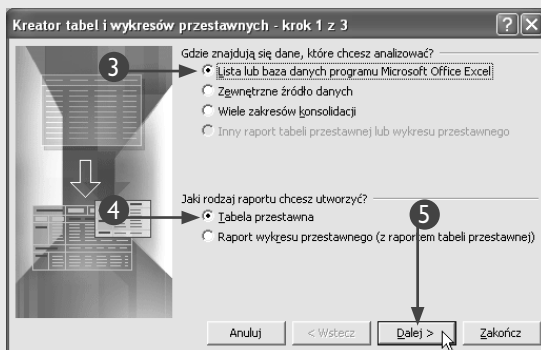 Kreator tabel i wykresów przestawnych - krok 1 z 3
Gdzie znajdują się dane, które chcesz analizować?
3
Lista lub baza danych programu Microsoft Office Excel
Zewnętrzne źródło danych
Wiele zakresów konsolidacji
Inny raport tabeli przestawnej lub wykresu przestawnego
Jaki rodzaj raportu chcesz utworzyć?
4
Tabela przestawna
5
Raport wykresu przestawnego (z raportem tabeli przestawnej)
Anuluj < Wstecz Dalej > Zakończ